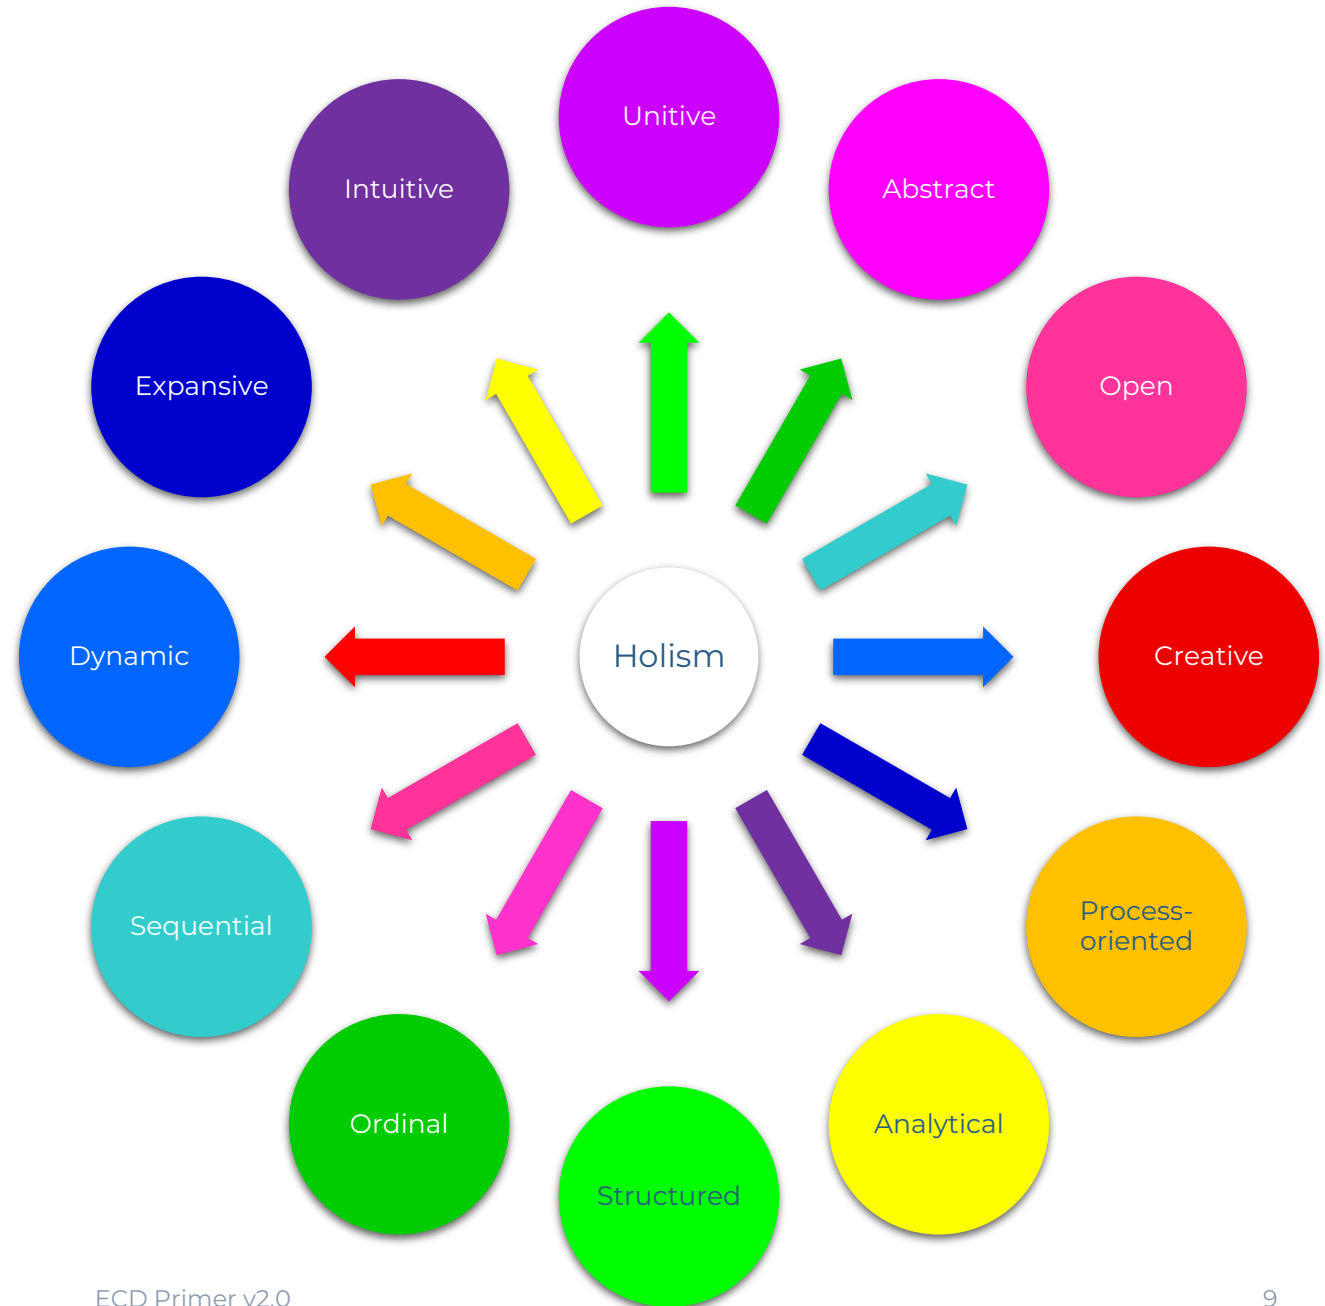 Unitive
Abstract
Open
Creative
Process-
oriented
Analytical
Structured
Ordinal
Sequential
Dynamic
Expansive
Intuitive
Holism
ECD Primer v2.0
9